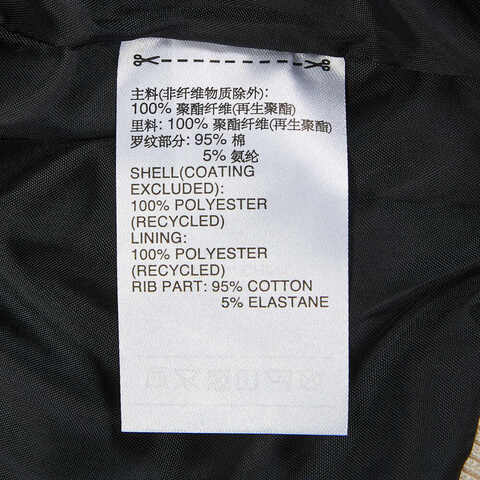 主料(非纤维物质除外):
100% 聚酯纤维(再生聚酯)
里料: 100% 聚酯纤维(再生聚酯)
罗纹部分: 95% 棉
5% 氨纶
SHELL(COATING
EXCLUDED):
100% POLYESTER
(RECYCLED)
LINING:
100% POLYESTER
(RECYCLED)
RIB PART: 95% COTTON
5% ELASTANE